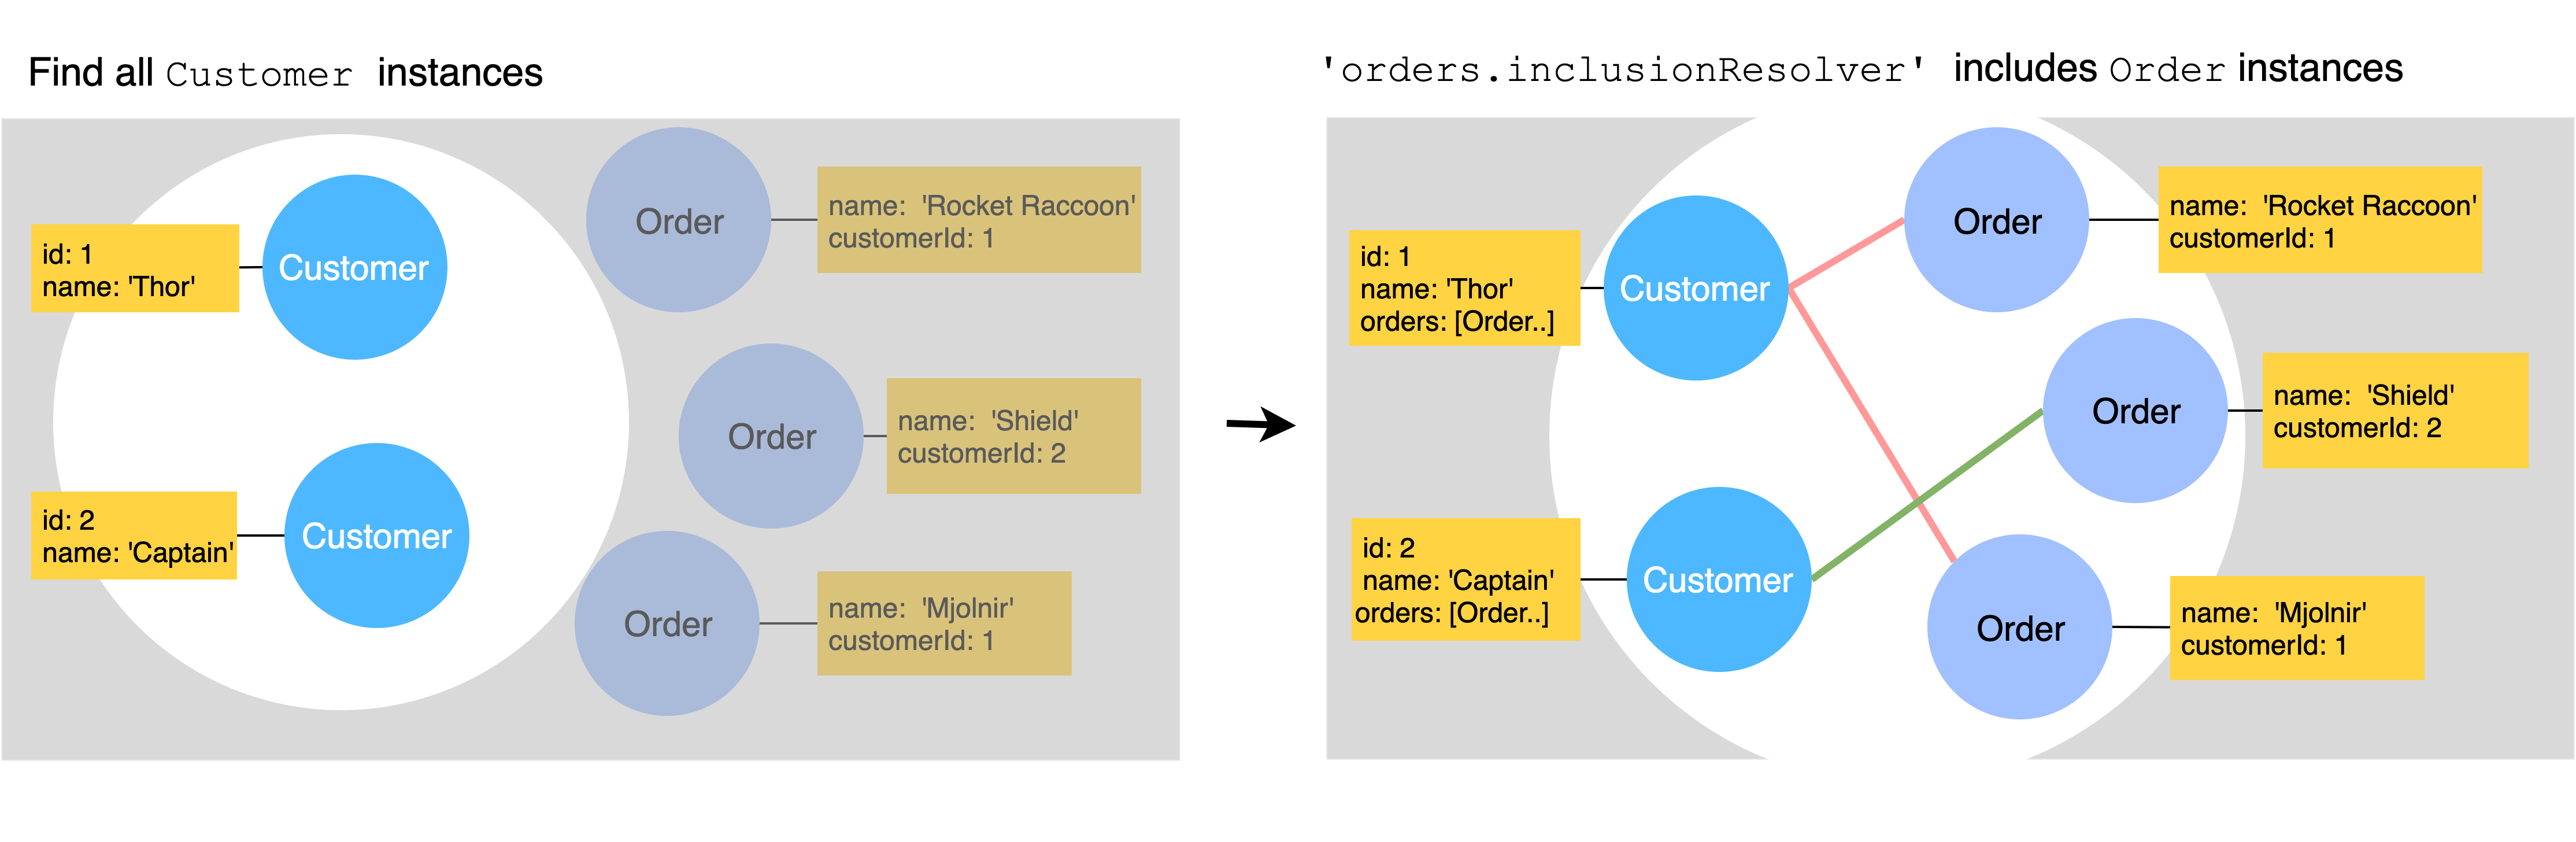 Find all Customer instances
id: 1
name: 'Thor'
Customer
id: 2
name: 'Captain'
Customer
Order
name: 'Rocket Raccoon'
customerId: 1
Order
name: 'Shield'
customerId: 2
Order
name: 'Mjolnir'
customerId: 1
'orders.inclusionResolver' includes Order instances
id: 1
name: 'Thor'
orders: [Order..]
Customer
id: 2
name: 'Captain'
orders: [Order..]
Customer
Order
name: 'Rocket Raccoon'
customerId: 1
Order
name: 'Shield'
customerId: 2
Order
name: 'Mjolnir'
customerId: 1